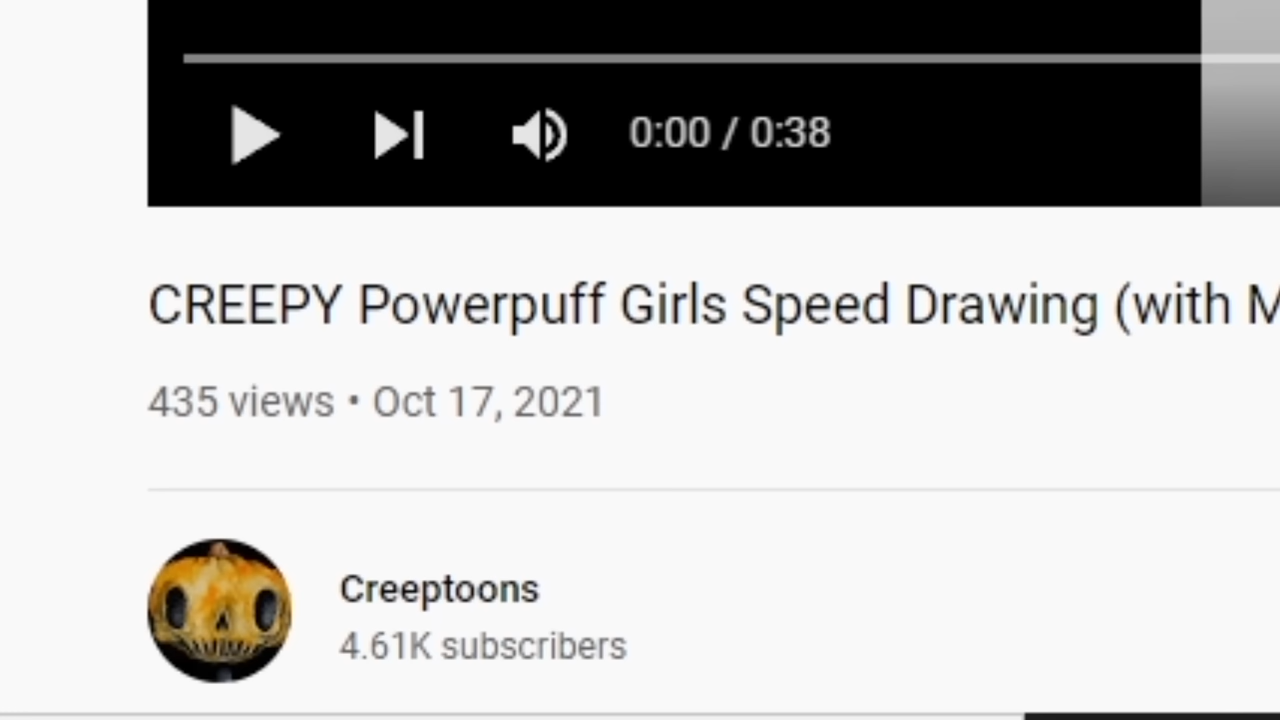 0:00 / 0:38
CREEPY Powerpuff Girls Speed Drawing (with M
435 views • Oct 17, 2021
Creeptoons
4.61K subscribers